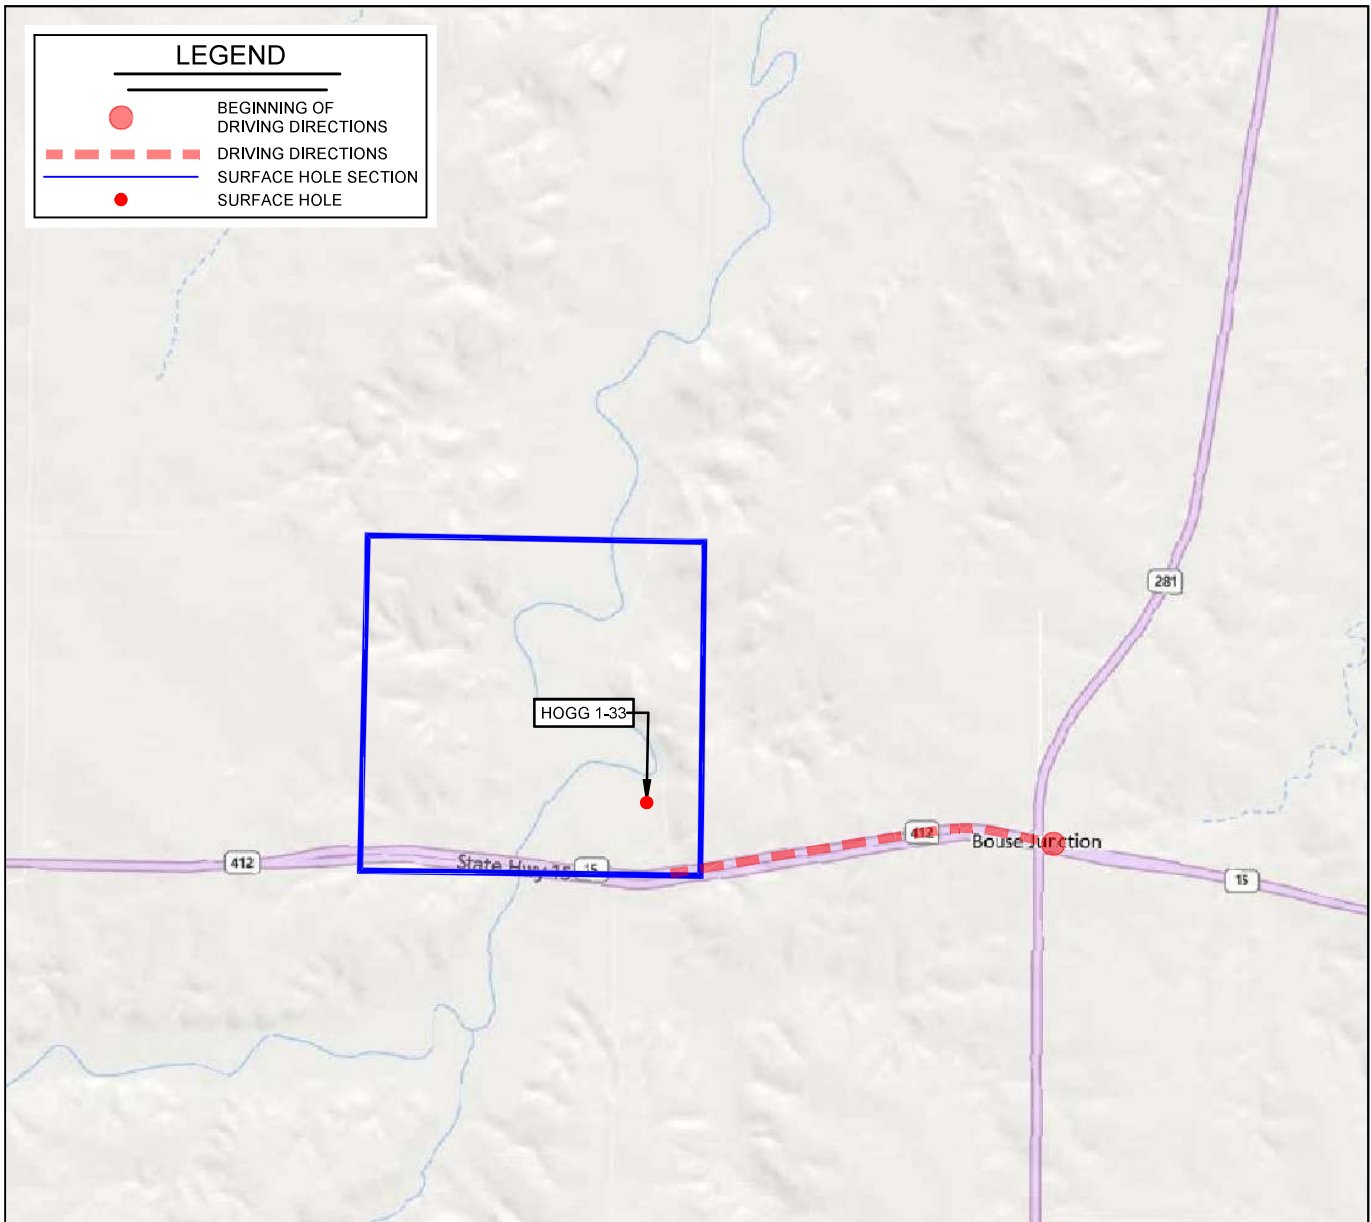 LEGEND
BEGINNING OF
DRIVING DIRECTIONS
DRIVING DIRECTIONS
SURFACE HOLE SECTION
SURFACE HOLE
281
HOGG 1-33
412
Bouse Junction
412
State Hwy 15
15
15